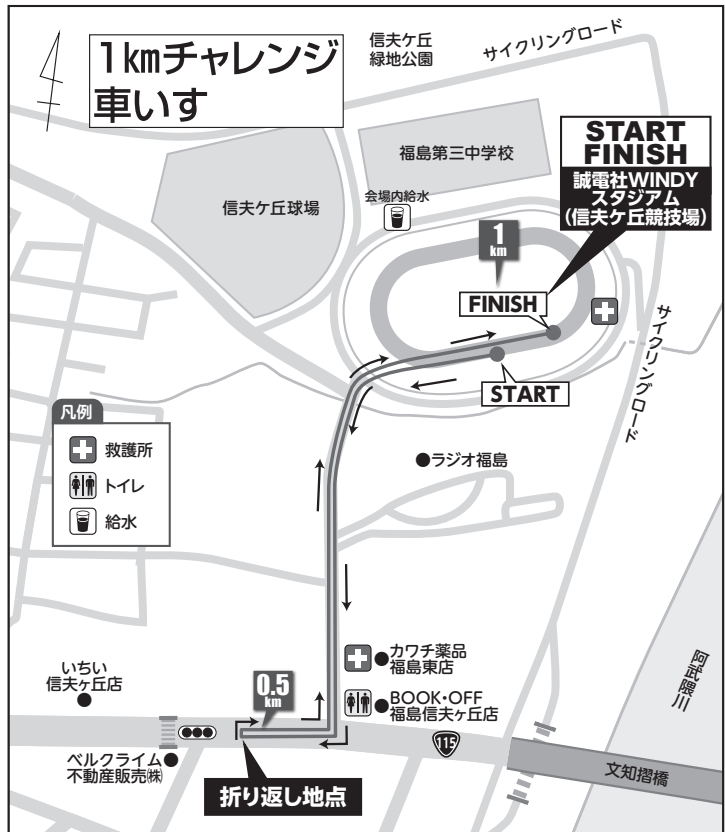 1kmチャレンジ
車いす
信夫ケ丘
緑地公園
サイクリングロード
福島第三中学校
START
FINISH
誠電社WINDY
スタジアム
(信夫ケ丘競技場)
信夫ケ丘球場
会場内給水
1
km
FINISH
START
サイクリングロード
凡例
救護所
トイレ
給水
ラジオ福島
カワチ薬品
福島東店
BOOK・OFF
福島信夫ヶ丘店
いちい
信夫ヶ丘店
0.5
km
115
阿武隈川
ベルクライム
不動産販売㈱
折り返し地点
文知摺橋